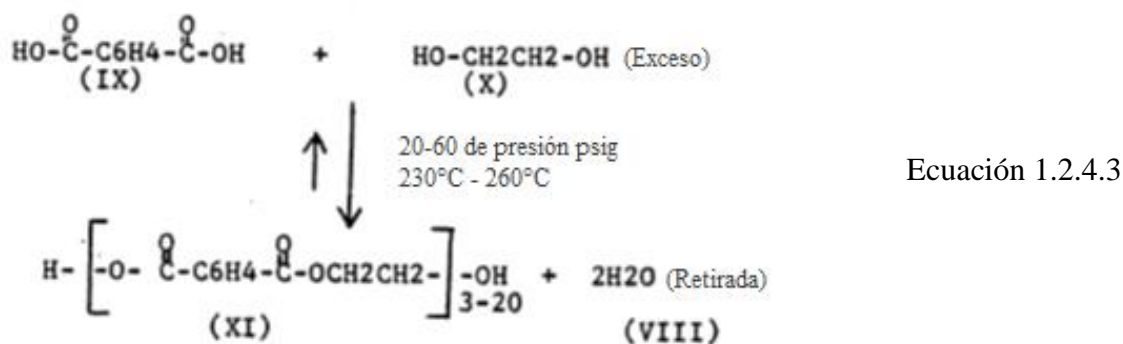 O O
HO-C-C6H4-C-OH + HO-CH2CH2-OH (Exceso)
(IX) (X)
20-60 de presión psig
230°C - 260°C
Ecuación 1.2.4.3
O O
H- [ -O- C-C6H4-C-OCH2CH2- ] -OH + 2H2O (Retirada)
3-20
(XI) (VIII)